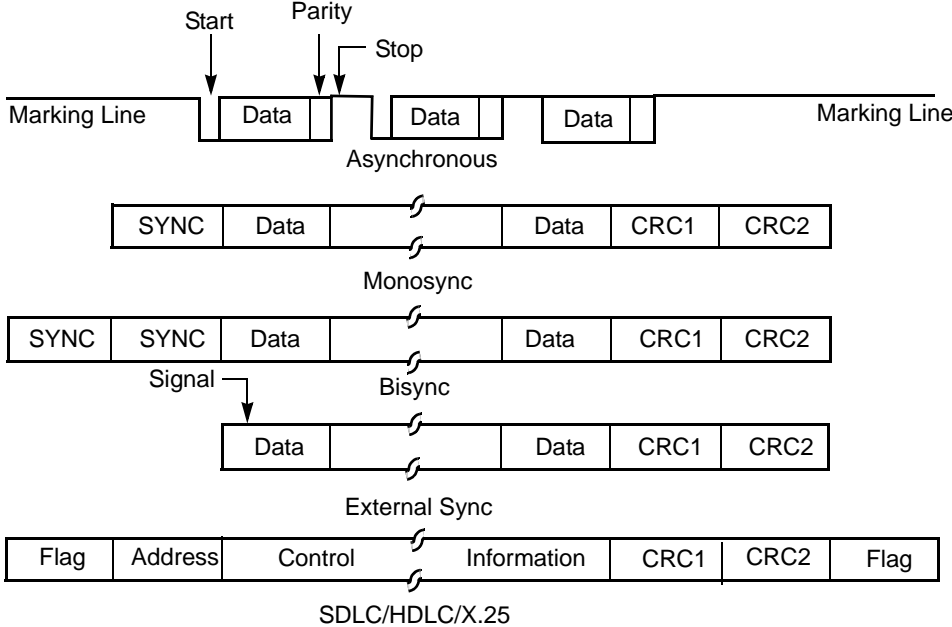 Start Parity
Stop
Marking Line Data Data Data Marking Line
Asynchronous
SYNC Data Data CRC1 CRC2
Monosync
SYNC SYNC Data Data CRC1 CRC2
Signal
Bisync
Data Data CRC1 CRC2
External Sync
Flag Address Control Information CRC1 CRC2 Flag
SDLC/HDLC/X.25